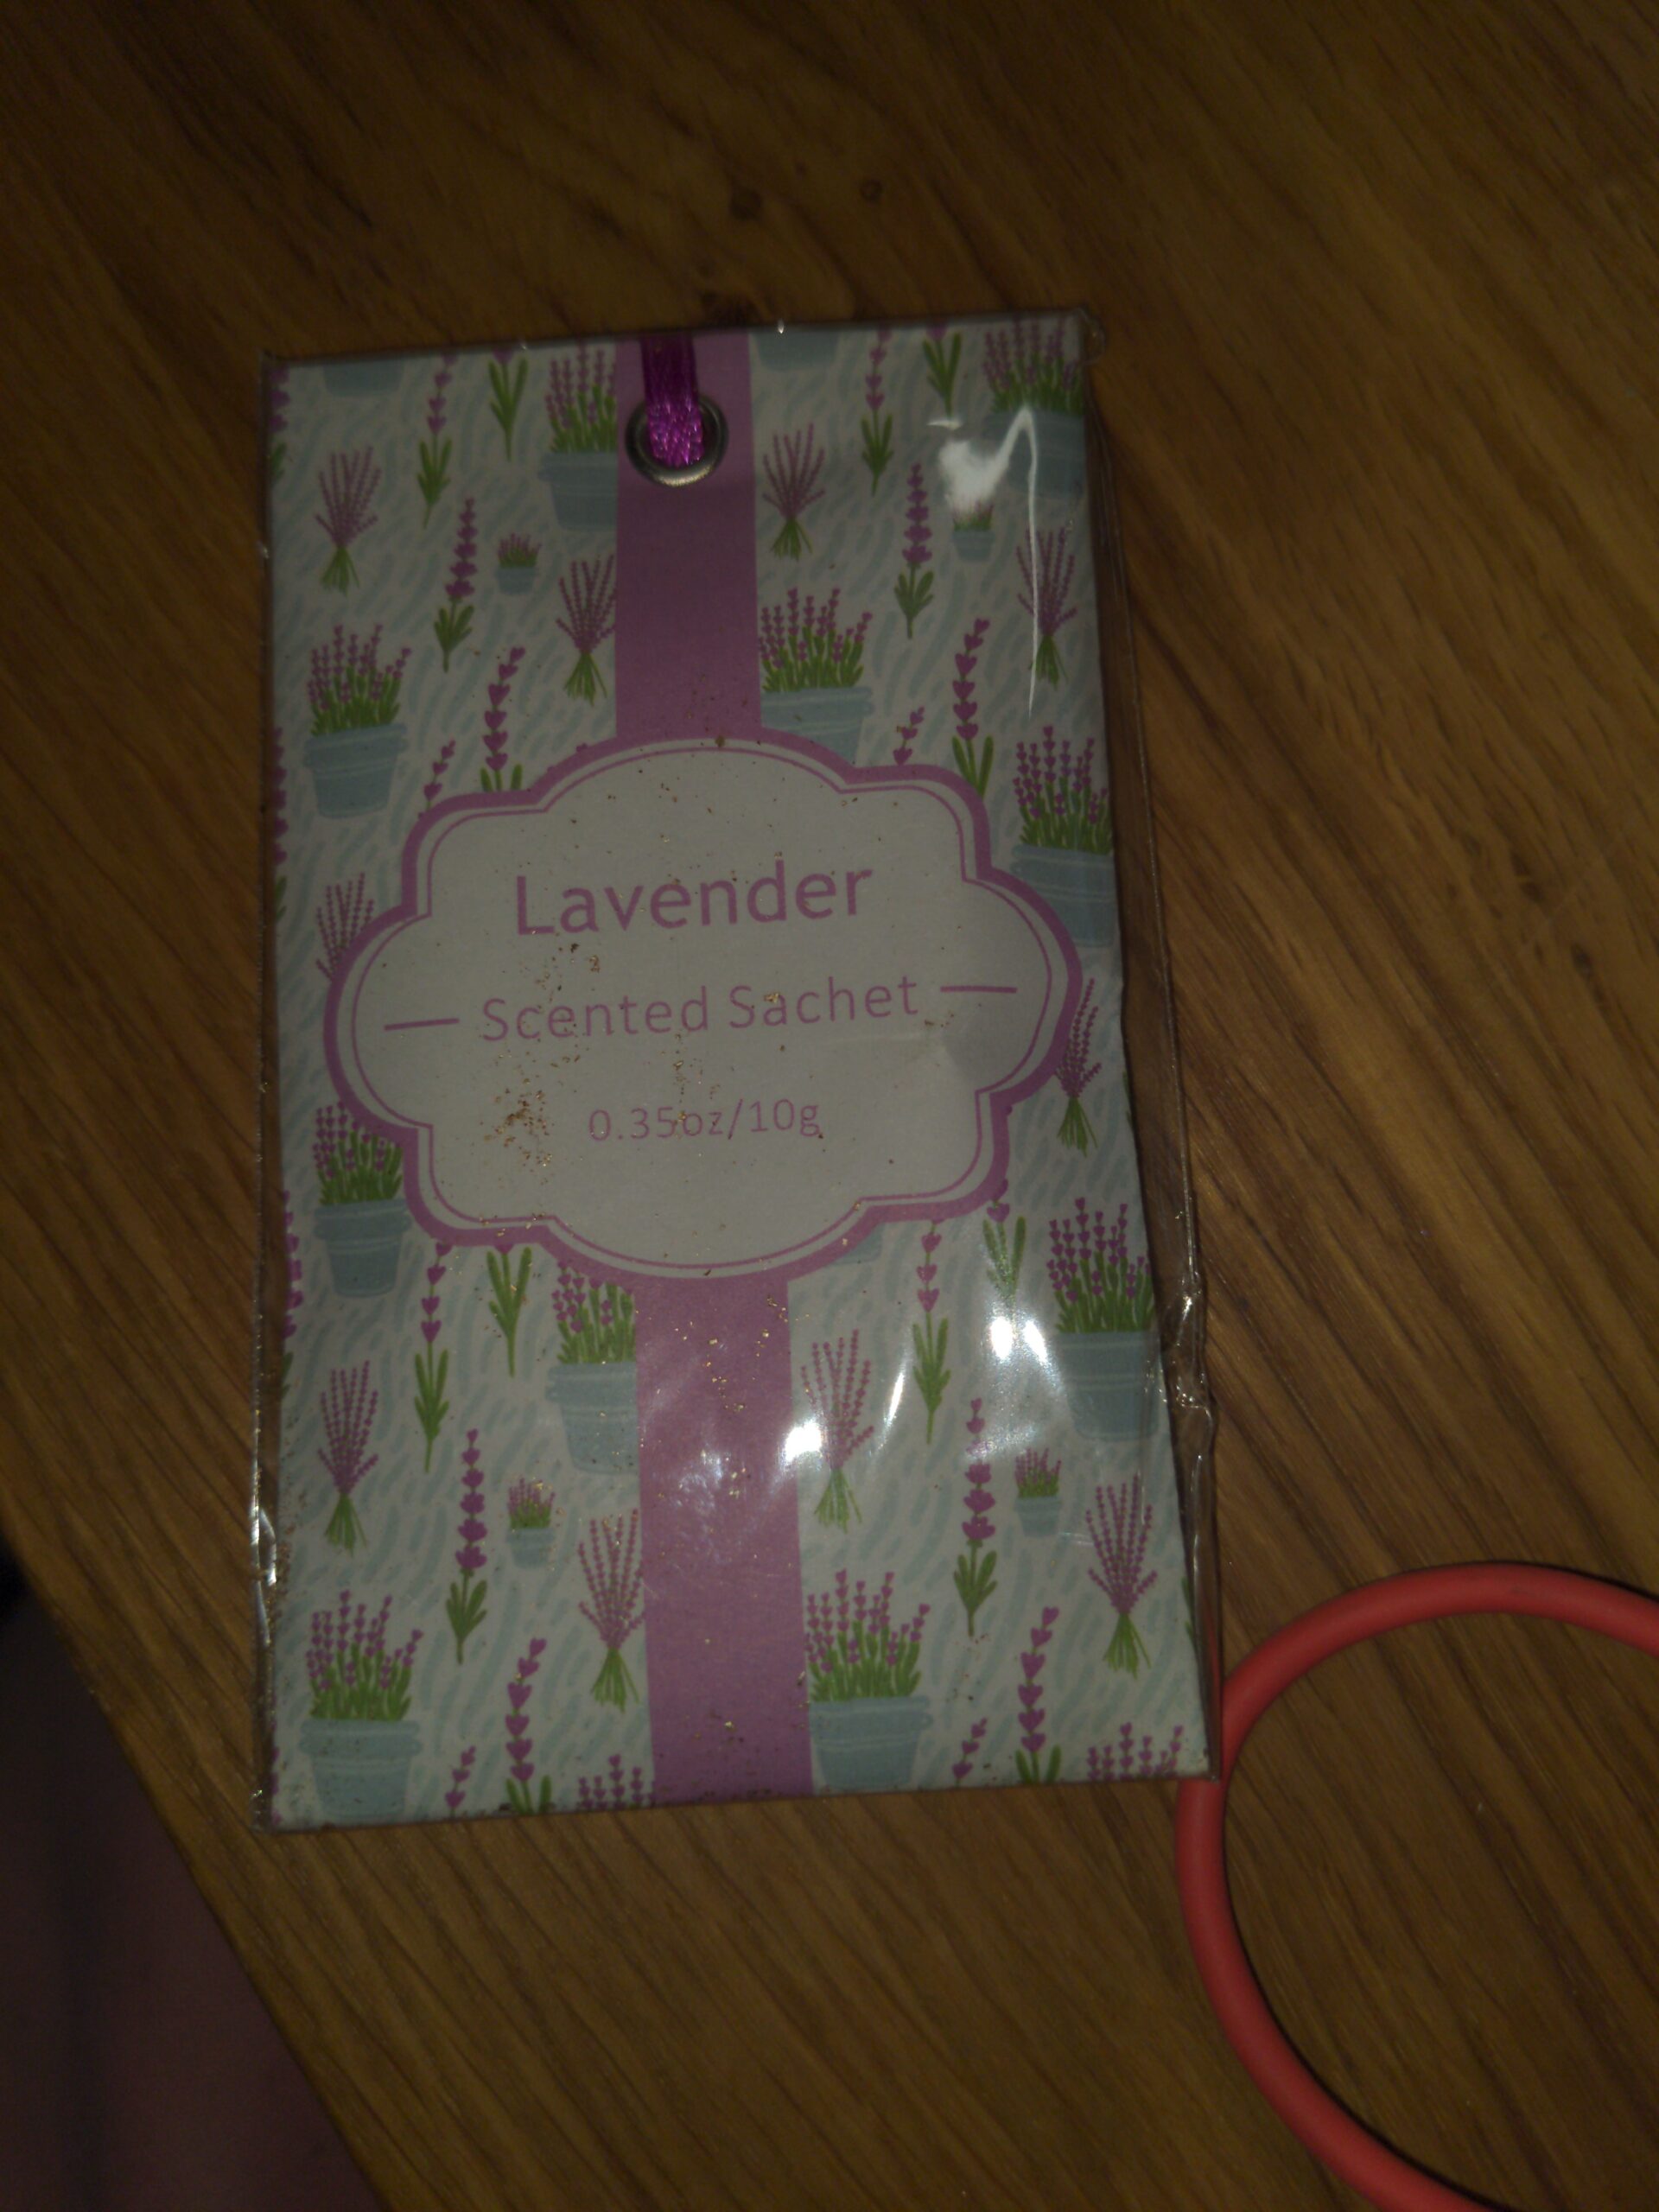 Lavender
Scented Sachet
0.35oz/10g